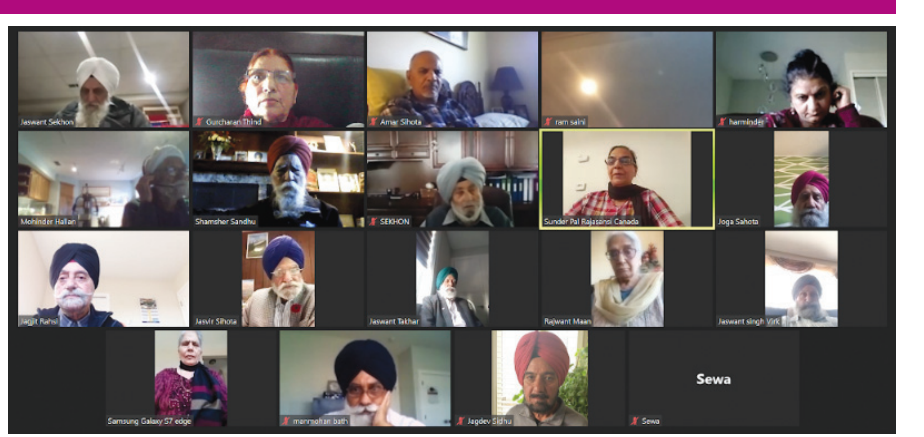 Jaswant Sekhon
Gurcharan Thind
Amar Sihota
ram saini
harminder
Mohinder Hallan
Shamsher Sandhu
SEKHON
Sunder Pal Rajasansi Canada
Joga Sahota
Jagjit Rahsi
Jasvir Sihota
Jaswant Takhar
Rajwant Maan
Jaswant singh Virk
Samsung Galaxy S7 edge
manmohan bath
Jagdev Sidhu
Sewa
Sewa